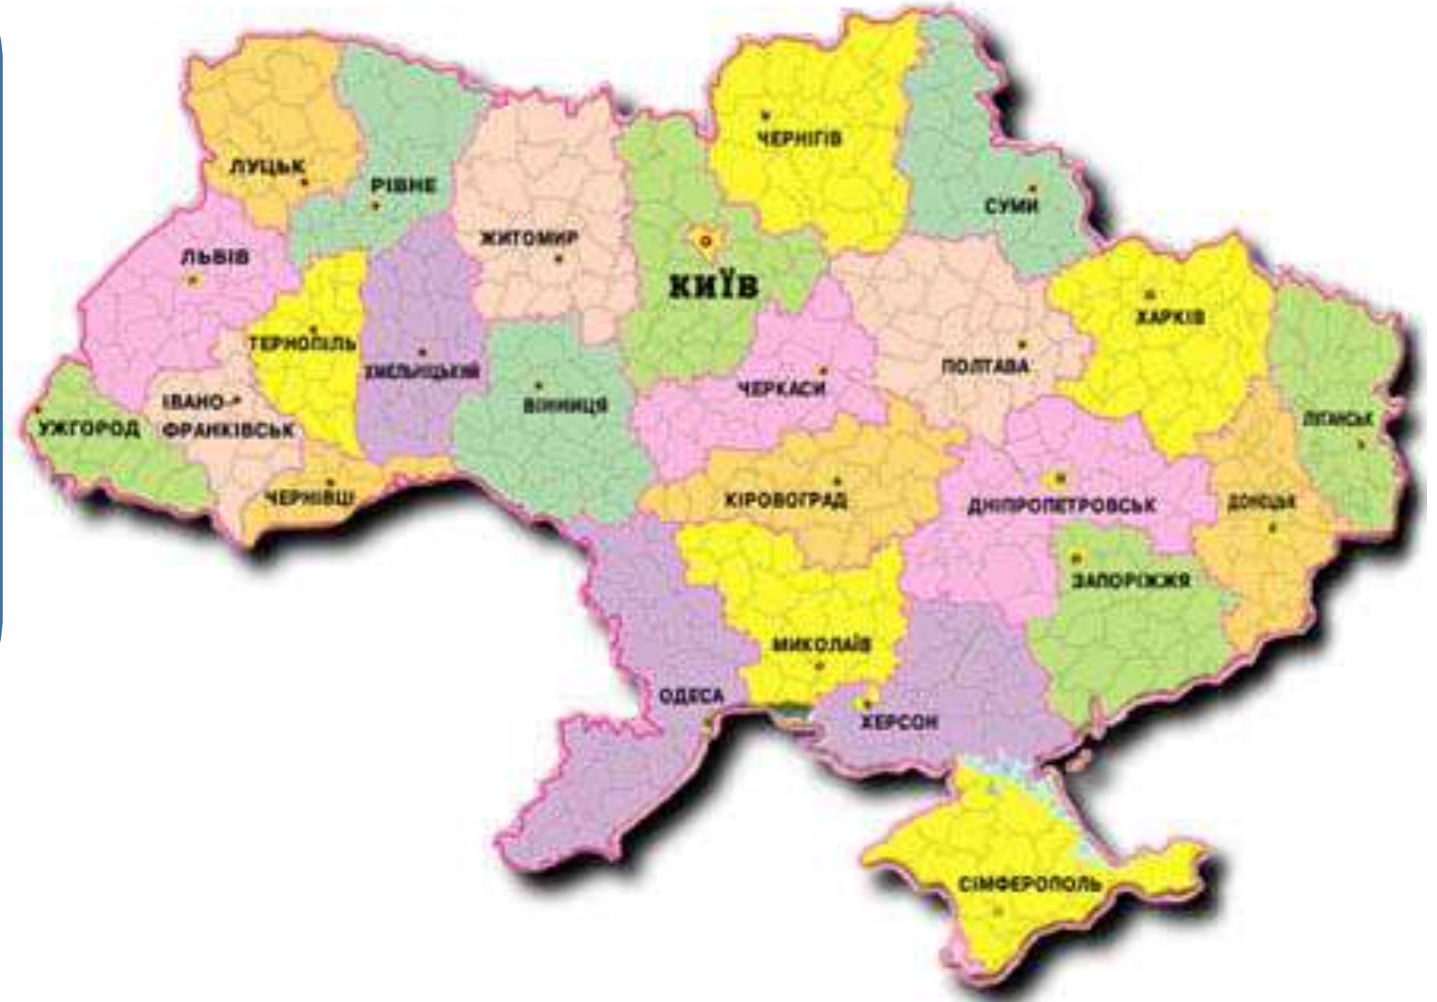 ЧЕРНІГІВ
ЛУЦЬК
РІВНЕ
СУМИ
ЖИТОМИР
ЛЬВІВ
КИЇВ
ХАРКІВ
ТЕРНОПІЛЬ
ХМЕЛЬНИЦЬКИЙ
ПОЛТАВА
ЧЕРКАСИ
ВІННИЦЯ
ІВАНО-
ФРАНКІВСЬК
УЖГОРОД
ЛУГАНСЬК
ЧЕРНІВЦІ
КІРОВОГРАД
ДНІПРОПЕТРОВСЬК
ДОНЕЦЬК
ЗАПОРІЖЖЯ
МИКОЛАЇВ
ОДЕСА
ХЕРСОН
СІМФЕРОПОЛЬ